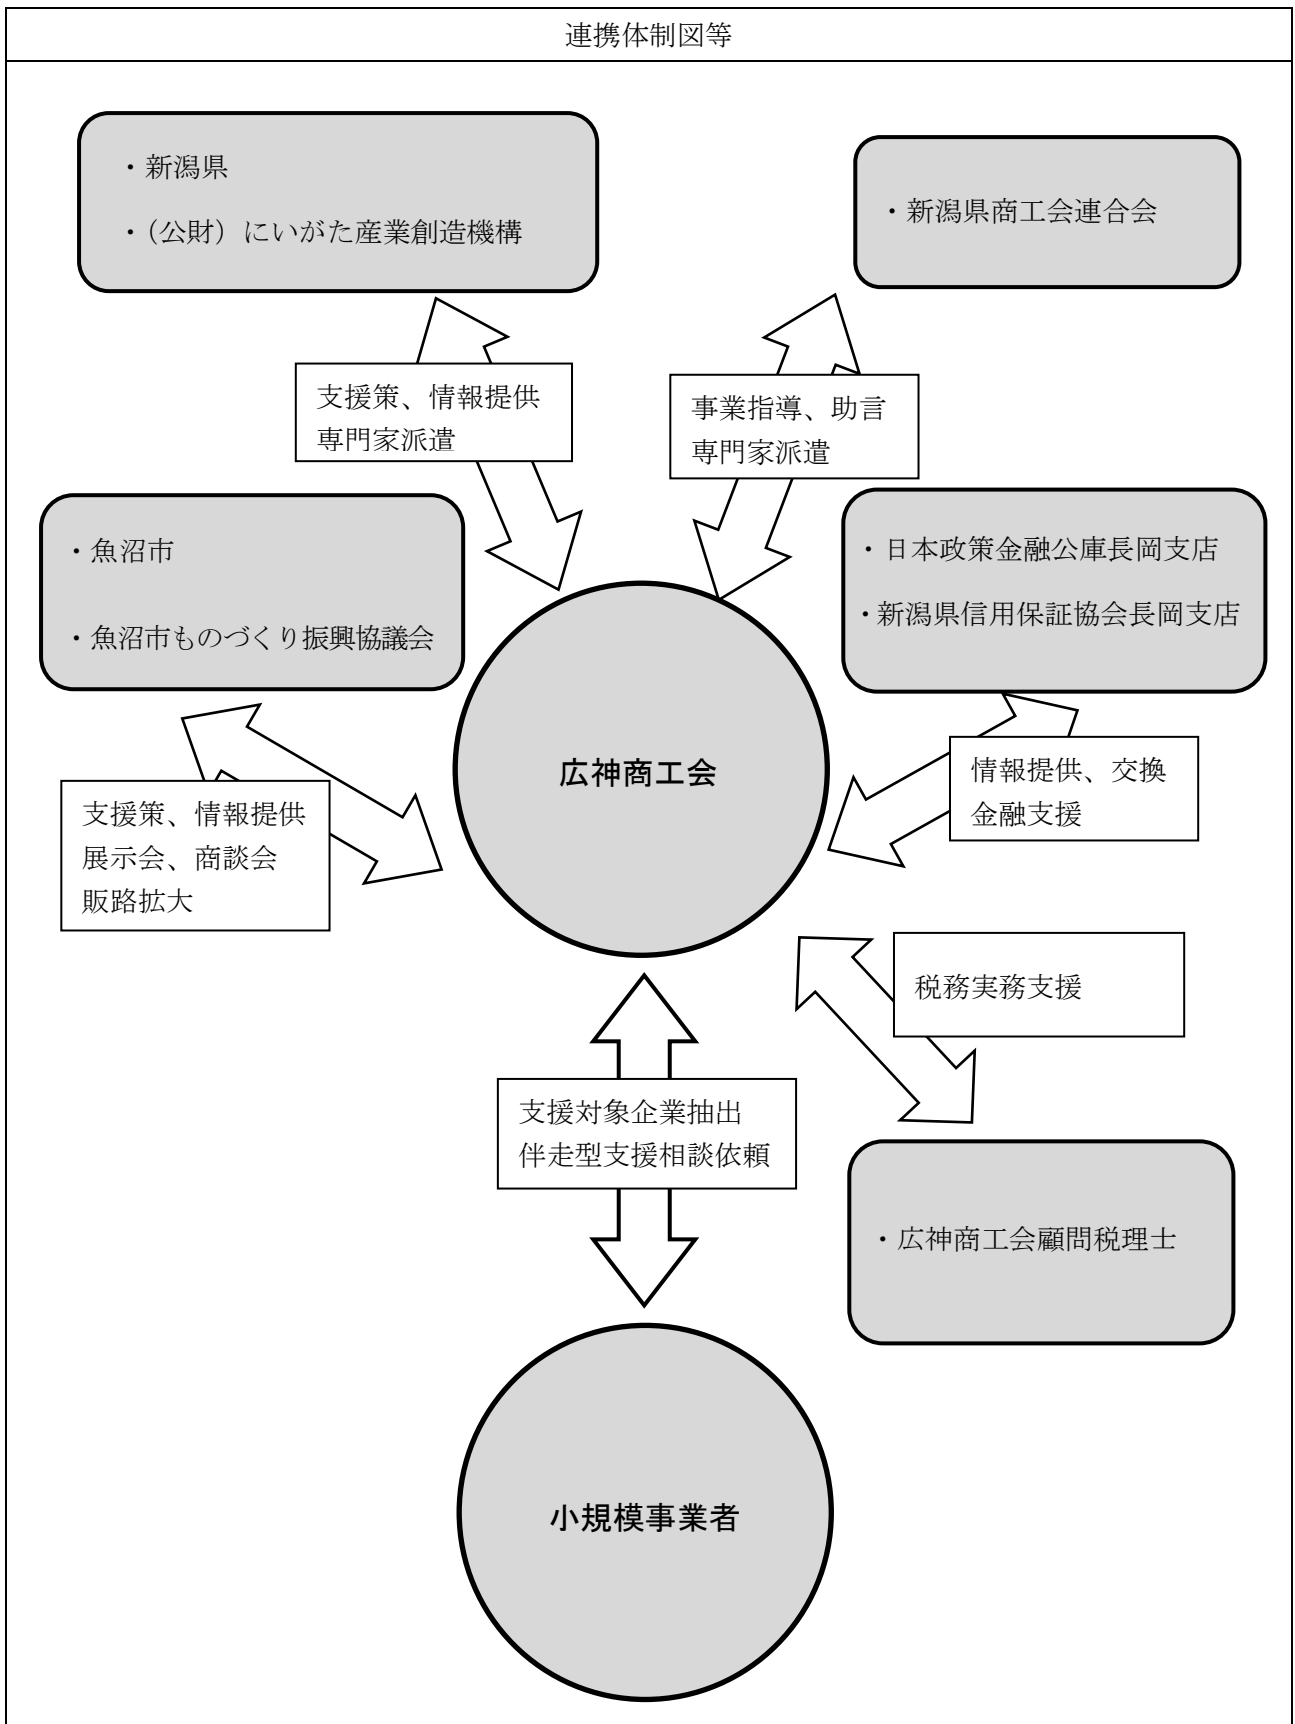 連携体制図等
・新潟県
・（公財）にいがた産業創造機構
・新潟県商工会連合会
支援策、情報提供
専門家派遣
事業指導、助言
専門家派遣
・魚沼市
・魚沼市ものづくり振興協議会
・日本政策金融公庫長岡支店
・新潟県信用保証協会長岡支店
広神商工会
支援策、情報提供
展示会、商談会
販路拡大
情報提供、交換
金融支援
税務実務支援
支援対象企業抽出
伴走型支援相談依頼
・広神商工会顧問税理士
小規模事業者